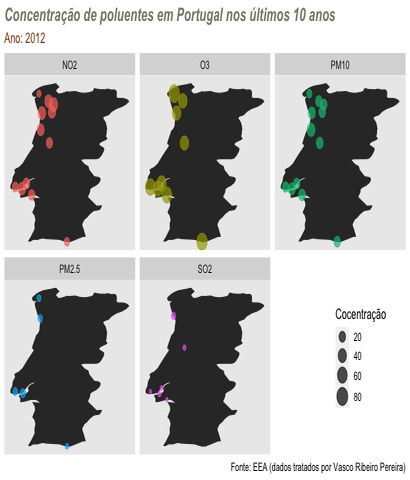 Concentração de poluentes em Portugal nos últimos 10 anos
Ano: 2012
NO2
O3
PM10
PM2.5
SO2
Cocentração
20
40
60
80
Fonte: EEA (dados tratados por Vasco Ribeiro Pereira)